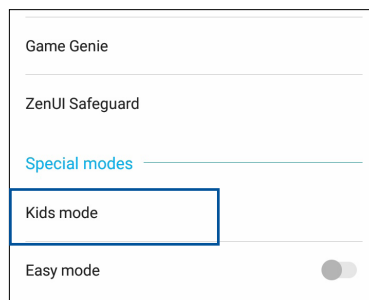 Game Genie
ZenUI Safeguard
Special modes
Kids mode
Easy mode